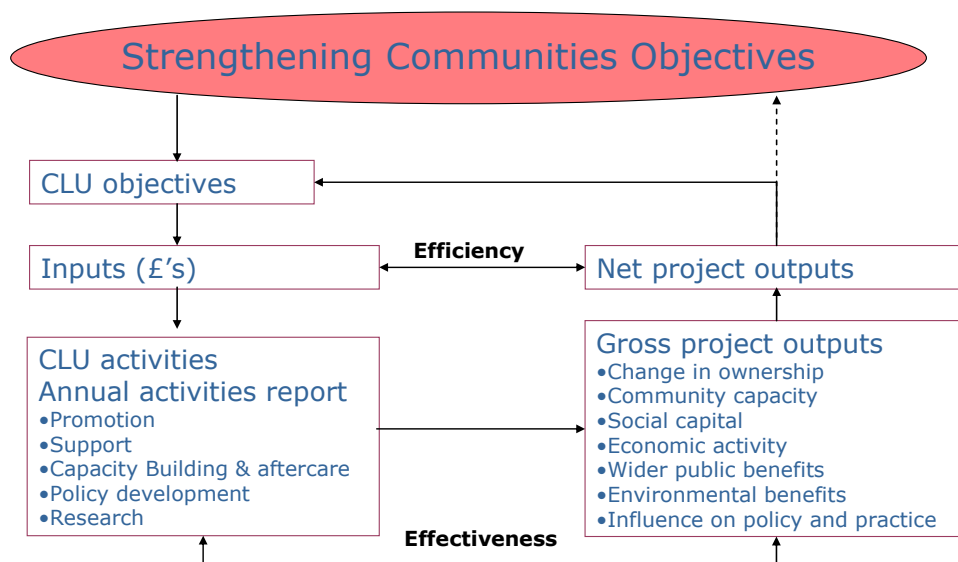 Strengthening Communities Objectives
CLU objectives
Inputs (£’s)
Efficiency
Net project outputs
CLU activities
Annual activities report
•Promotion
•Support
•Capacity Building & aftercare
•Policy development
•Research
Gross project outputs
•Change in ownership
•Community capacity
•Social capital
•Economic activity
•Wider public benefits
•Environmental benefits
•Influence on policy and practice
Effectiveness